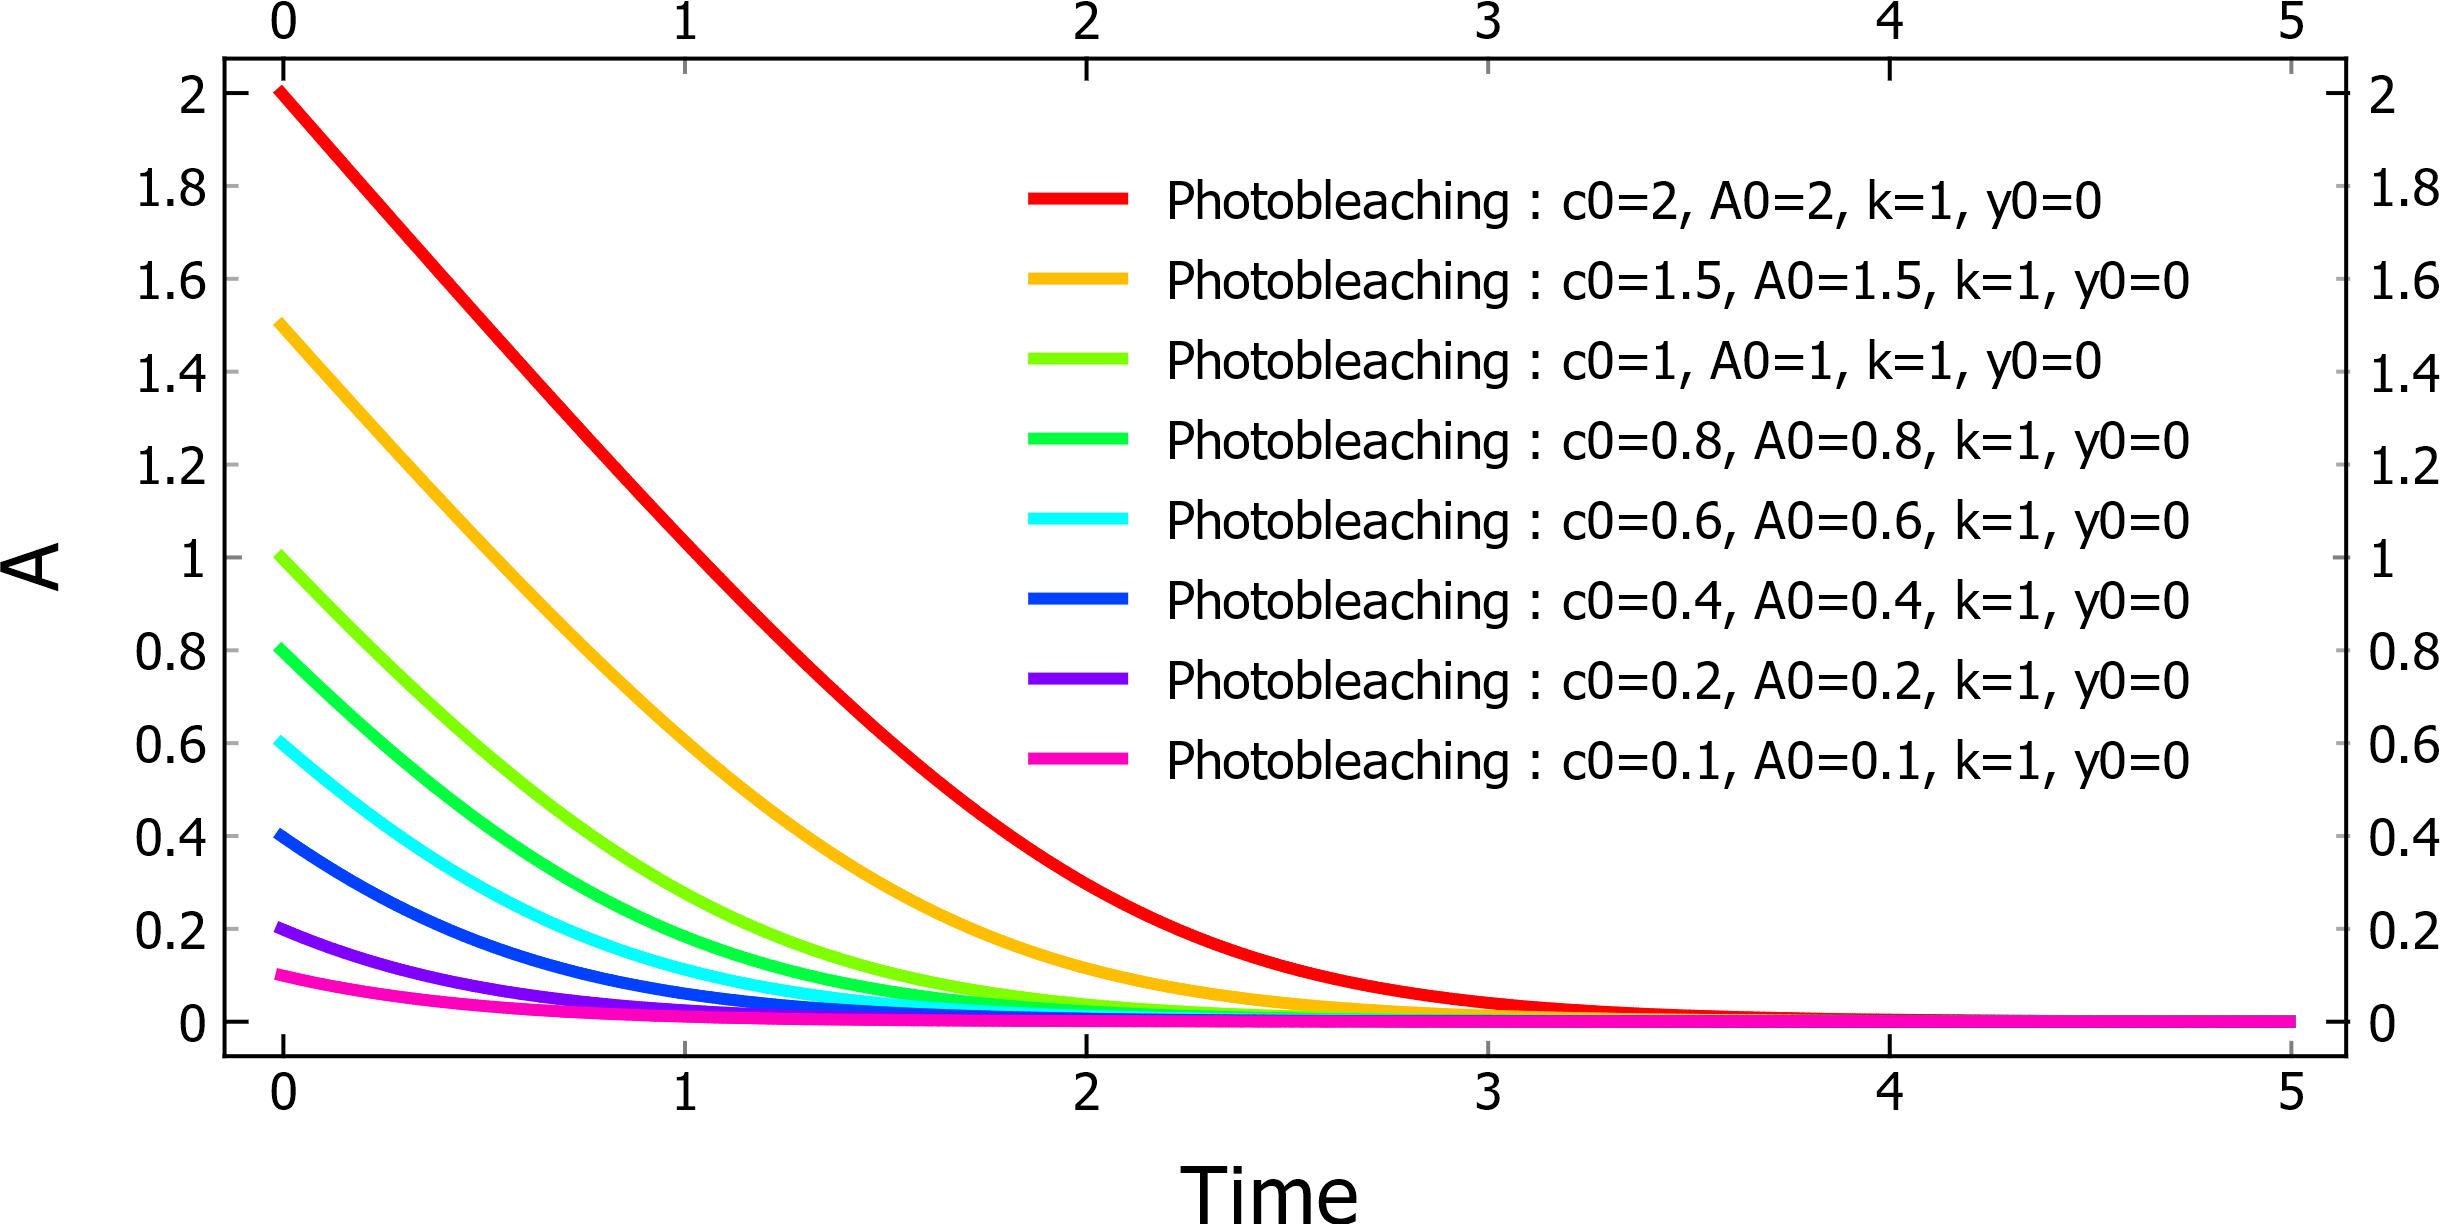 0 1 2 3 4 5
2 2
1.8 1.8
Photobleaching : c0=2, A0=2, k=1, y0=0
1.6 1.6
Photobleaching : c0=1.5, A0=1.5, k=1, y0=0
1.4 1.4
Photobleaching : c0=1, A0=1, k=1, y0=0
1.2 1.2
Photobleaching : c0=0.8, A0=0.8, k=1, y0=0
1 1
Photobleaching : c0=0.6, A0=0.6, k=1, y0=0
A
Photobleaching : c0=0.4, A0=0.4, k=1, y0=0
0.8 0.8
Photobleaching : c0=0.2, A0=0.2, k=1, y0=0
0.6 0.6
Photobleaching : c0=0.1, A0=0.1, k=1, y0=0
0.4 0.4
0.2 0.2
0 0
0 1 2 3 4 5
Time